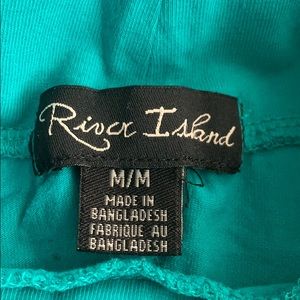 River Island
M/M
MADE IN
BANGLADESH
FABRIQUE AU
BANGLADESH